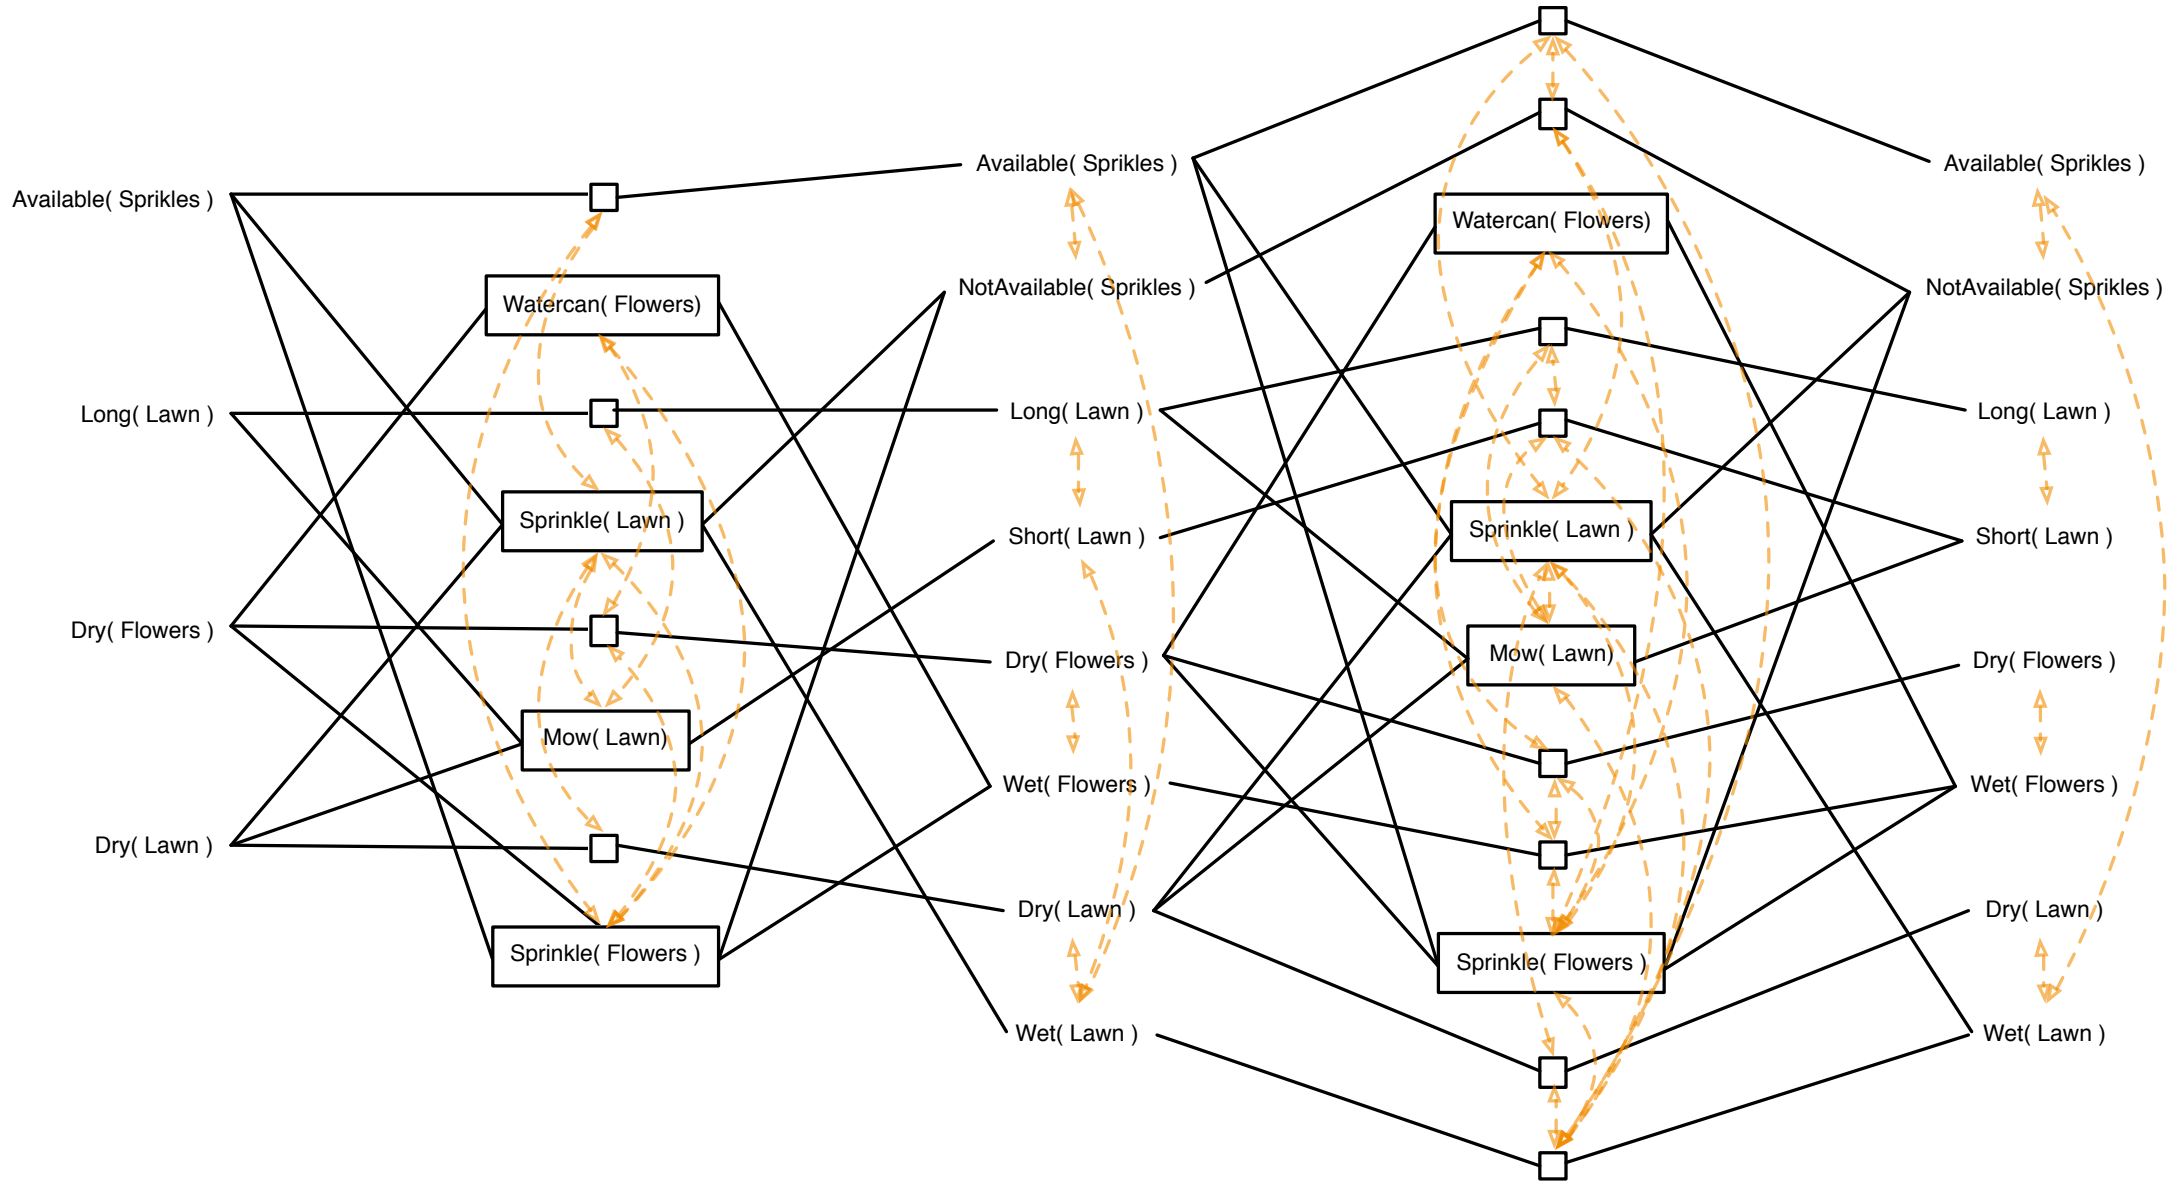 Available( Sprikles )
Long( Lawn )
Dry( Flowers )
Dry( Lawn )
Watercan( Flowers)
Sprinkle( Lawn )
Mow( Lawn)
Sprinkle( Flowers )
Available( Sprikles )
NotAvailable( Sprikles )
Long( Lawn )
Short( Lawn )
Dry( Flowers )
Wet( Flowers )
Dry( Lawn )
Wet( Lawn )
Watercan( Flowers)
Sprinkle( Lawn )
Mow( Lawn)
Sprinkle( Flowers )
Available( Sprikles )
NotAvailable( Sprikles )
Long( Lawn )
Short( Lawn )
Dry( Flowers )
Wet( Flowers )
Dry( Lawn )
Wet( Lawn )